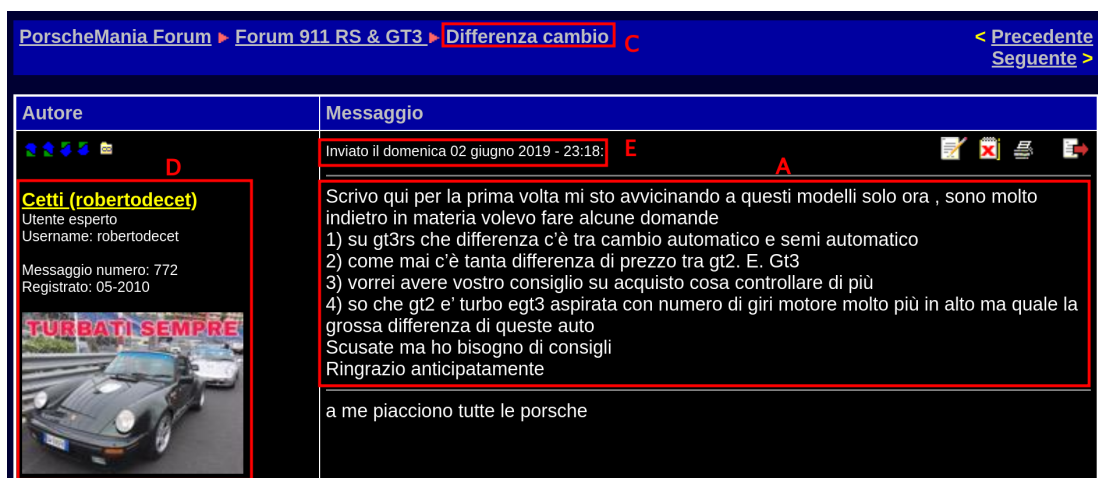 PorscheMania Forum Forum 911 RS & GT3 Differenza cambio C
< Precedente
Seguente >
Autore
Messaggio
D
Inviato il domenica 02 giugno 2019 - 23:18:
E
A
Cetti (robertodecet)
Utente esperto
Username: robertodecet
Messaggio numero: 772
Registrato: 05-2010
TURBATI SEMPRE
Scrivo qui per la prima volta mi sto avvicinando a questi modelli solo ora , sono molto
indietro in materia volevo fare alcune domande
1) su gt3rs che differenza c’è tra cambio automatico e semi automatico
2) come mai c’è tanta differenza di prezzo tra gt2. E. Gt3
3) vorrei avere vostro consiglio su acquisto cosa controllare di più
4) so che gt2 e’ turbo egt3 aspirata con numero di giri motore molto più in alto ma quale la
grossa differenza di queste auto
Scusate ma ho bisogno di consigli
Ringrazio anticipatamente
a me piacciono tutte le porsche